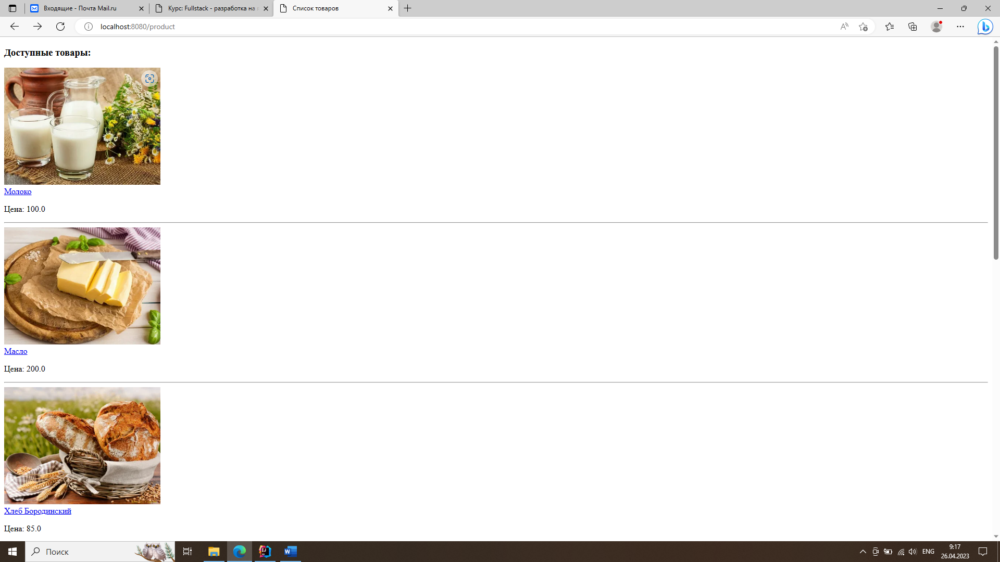 Входящие - Почта Mail.ru
Курс: Fullstack - разработка на
Список товаров
localhost:8080/product
Доступные товары:
Молоко
Цена: 100.0
Масло
Цена: 200.0
Хлеб Бородинский
Цена: 85.0
Поиск
ENG
9:17
26.04.2023